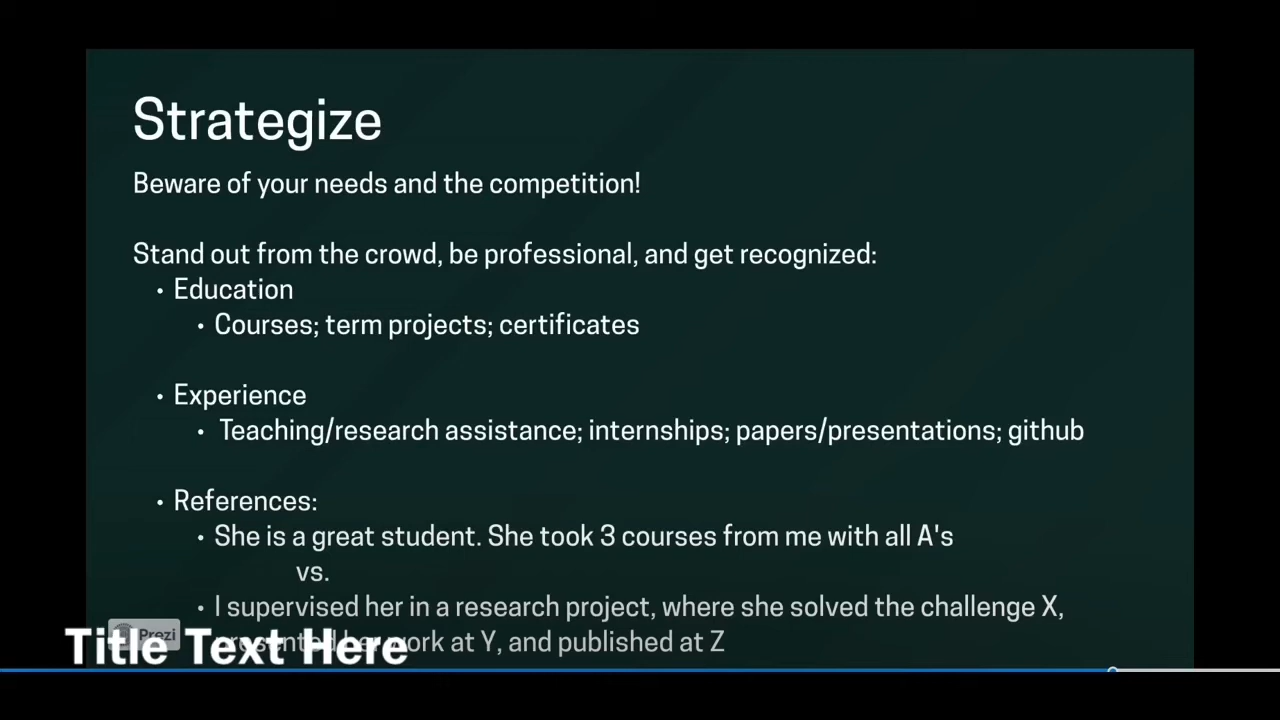 Strategize
Beware of your needs and the competition!
Stand out from the crowd, be professional, and get recognized:
• Education
• Courses; term projects; certificates
• Experience
• Teaching/research assistance; internships; papers/presentations; github
• References:
• She is a great student. She took 3 courses from me with all A's
vs.
• I supervised her in a research project, where she solved the challenge X,
presented her work at Y, and published at Z
Prezi
Title Text Here